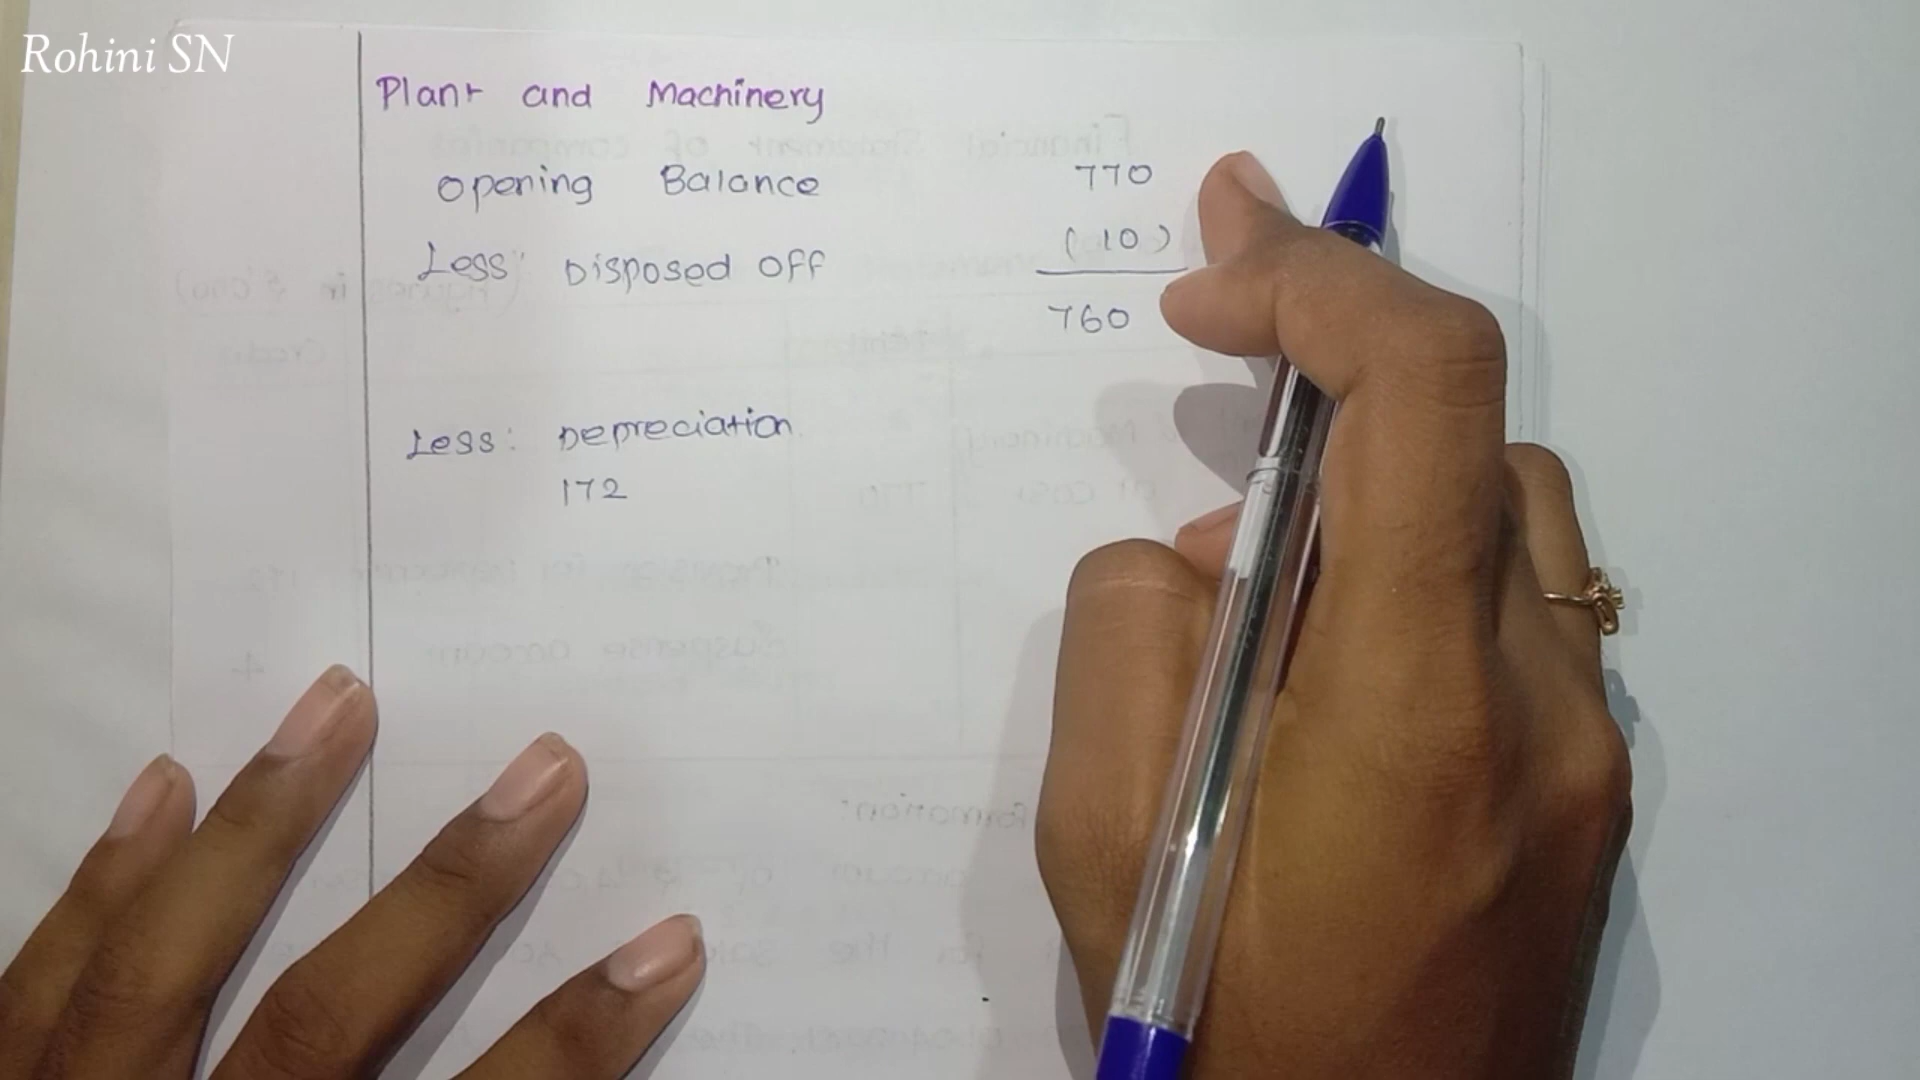 Rohini SN
Plant and Machinery
Opening Balance 770
Less: Disposed off (10)
760
Less: Depreciation
172